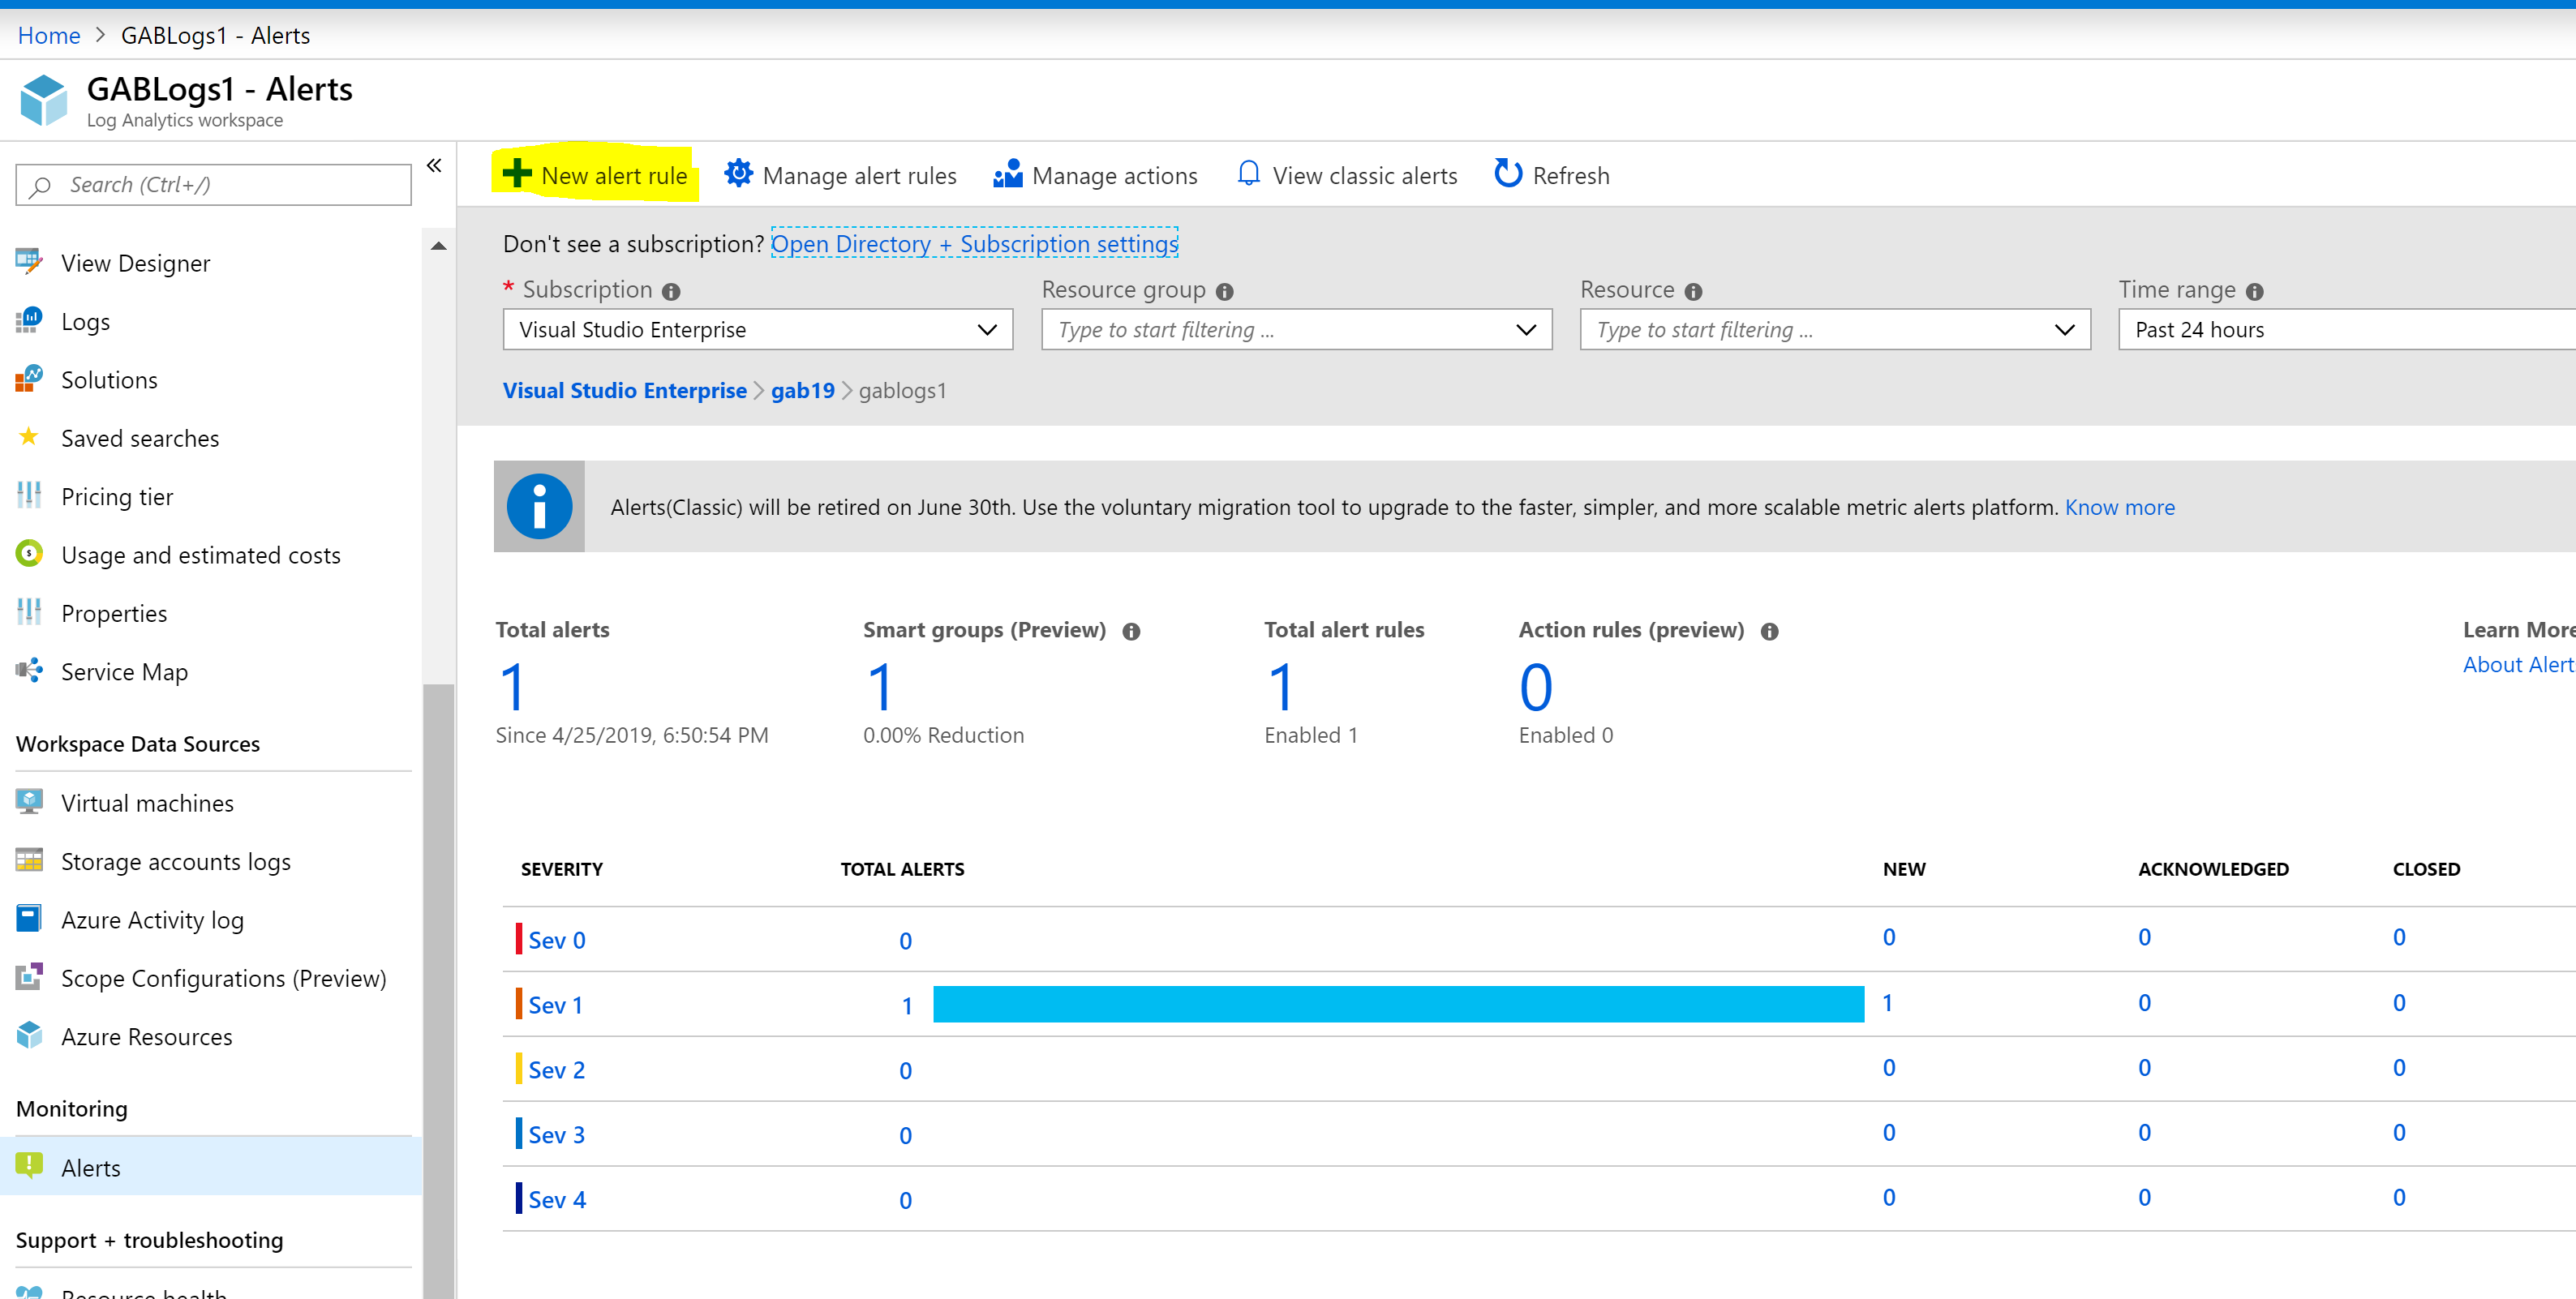 Home > GABLogs1 - Alerts
GABLogs1 - Alerts
Log Analytics workspace
Search (Ctrl+/)
View Designer
Logs
Solutions
Saved searches
Pricing tier
Usage and estimated costs
Properties
Service Map
Workspace Data Sources
Virtual machines
Storage accounts logs
Azure Activity log
Scope Configurations (Preview)
Azure Resources
Monitoring
Alerts
Support + troubleshooting
Resource health
New alert rule Manage alert rules Manage actions View classic alerts Refresh
Don't see a subscription? Open Directory + Subscription settings
* Subscription Resource group Resource Time range
Visual Studio Enterprise Type to start filtering ... Type to start filtering ... Past 24 hours
Visual Studio Enterprise > gab19 > gablogs1
Alerts(Classic) will be retired on June 30th. Use the voluntary migration tool to upgrade to the faster, simpler, and more scalable metric alerts platform. Know more
Total alerts Smart groups (Preview) Total alert rules Action rules (preview) Learn More
1 1 1 0 About Alert
Since 4/25/2019, 6:50:54 PM 0.00% Reduction Enabled 1 Enabled 0
SEVERITY TOTAL ALERTS NEW ACKNOWLEDGED CLOSED
Sev 0 0 0 0 0
Sev 1 1 1 0 0
Sev 2 0 0 0 0
Sev 3 0 0 0 0
Sev 4 0 0 0 0